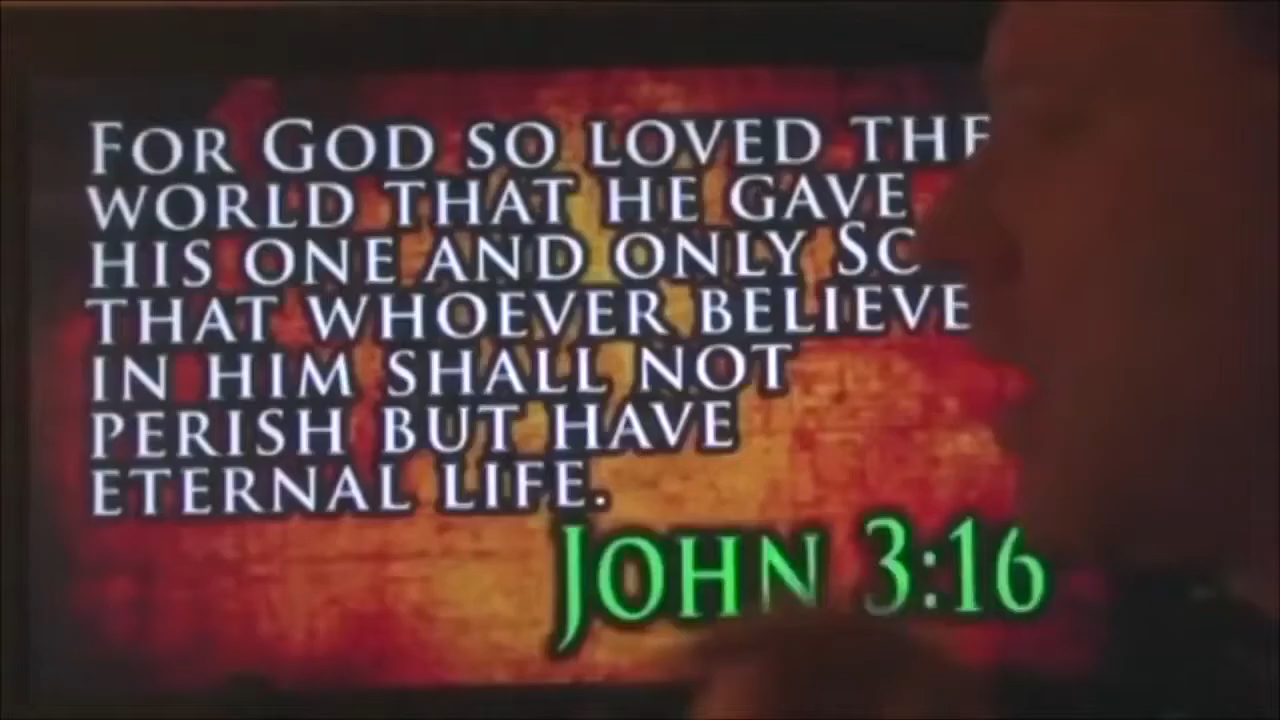 FOR GOD SO LOVED THE
WORLD THAT HE GAVE
HIS ONE AND ONLY
THAT WHOEVER BELIEVE
IN HIM SHALL NOT
PERISH BUT HAVE
ETERNAL LIFE.
JOHN 3:16